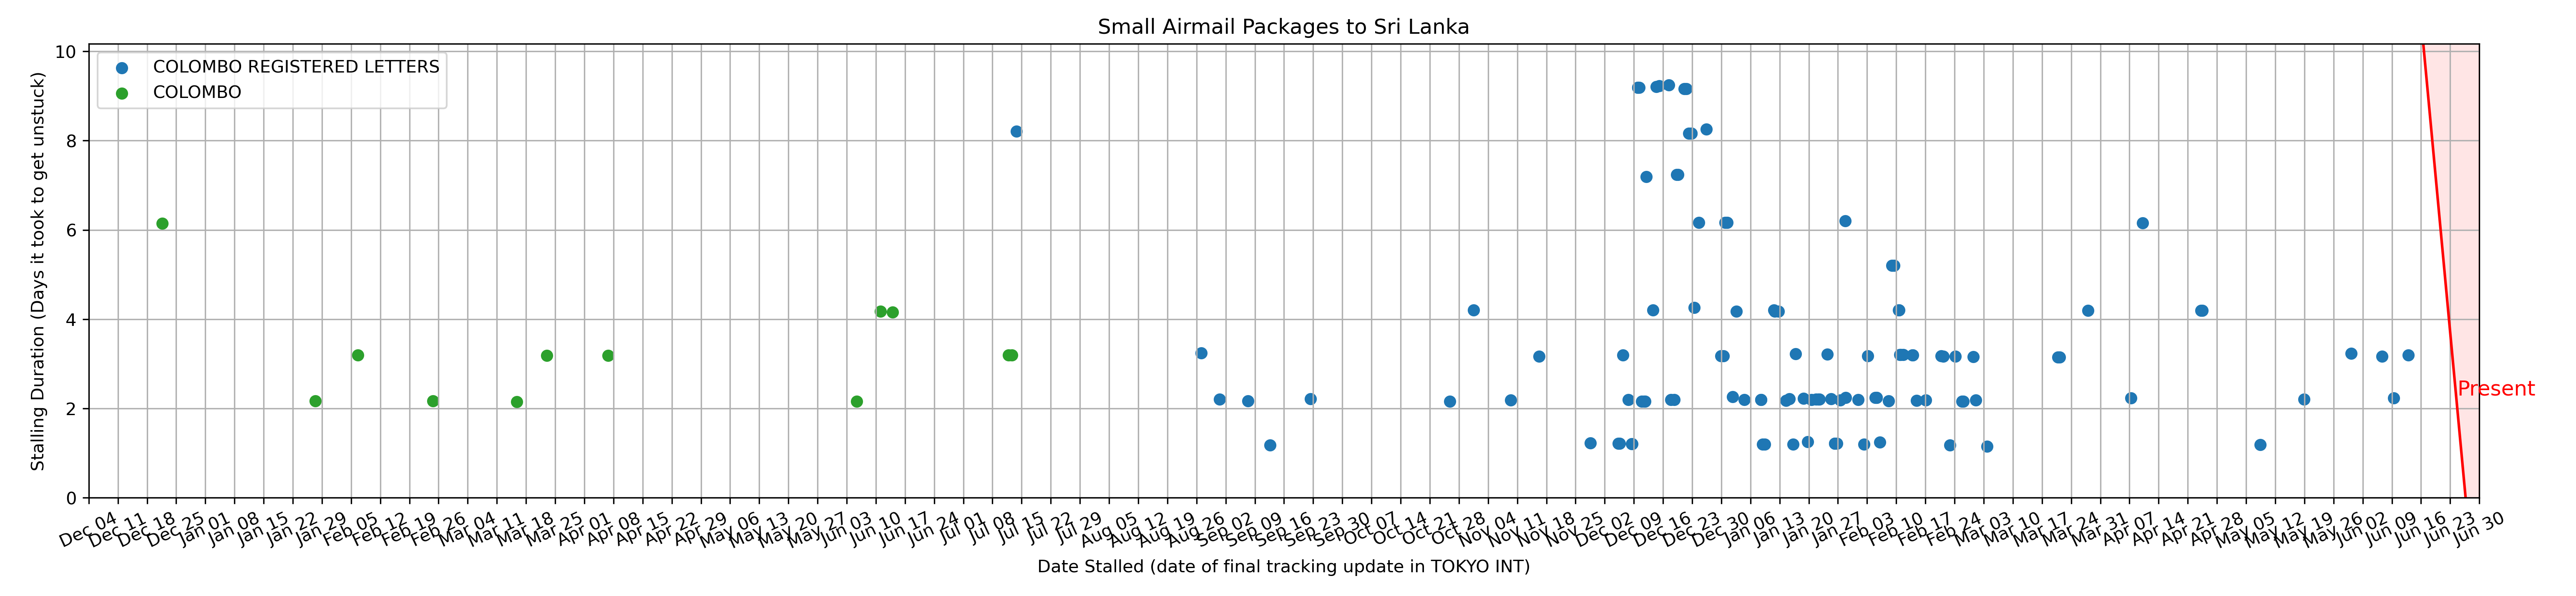 Small Airmail Packages to Sri Lanka
COLOMBO REGISTERED LETTERS
COLOMBO
Stalling Duration (Days it took to get unstuck)
10
8
6
4
2
0
Present
Dec 04
Dec 11
Dec 18
Dec 25
Jan 01
Jan 08
Jan 15
Jan 22
Jan 29
Feb 05
Feb 12
Feb 19
Feb 26
Mar 04
Mar 11
Mar 18
Mar 25
Apr 01
Apr 08
Apr 15
Apr 22
Apr 29
May 06
May 13
May 20
May 27
Jun 03
Jun 10
Jun 17
Jun 24
Jul 01
Jul 08
Jul 15
Jul 22
Jul 29
Aug 05
Aug 12
Aug 19
Aug 26
Sep 02
Sep 09
Sep 16
Sep 23
Sep 30
Oct 07
Oct 14
Oct 21
Oct 28
Nov 04
Nov 11
Nov 18
Nov 25
Dec 02
Dec 09
Dec 16
Dec 23
Dec 30
Jan 06
Jan 13
Jan 20
Jan 27
Feb 03
Feb 10
Feb 17
Feb 24
Mar 03
Mar 10
Mar 17
Mar 24
Mar 31
Apr 07
Apr 14
Apr 21
Apr 28
May 05
May 12
May 19
May 26
Jun 02
Jun 09
Jun 16
Jun 23
Jun 30
Date Stalled (date of final tracking update in TOKYO INT)